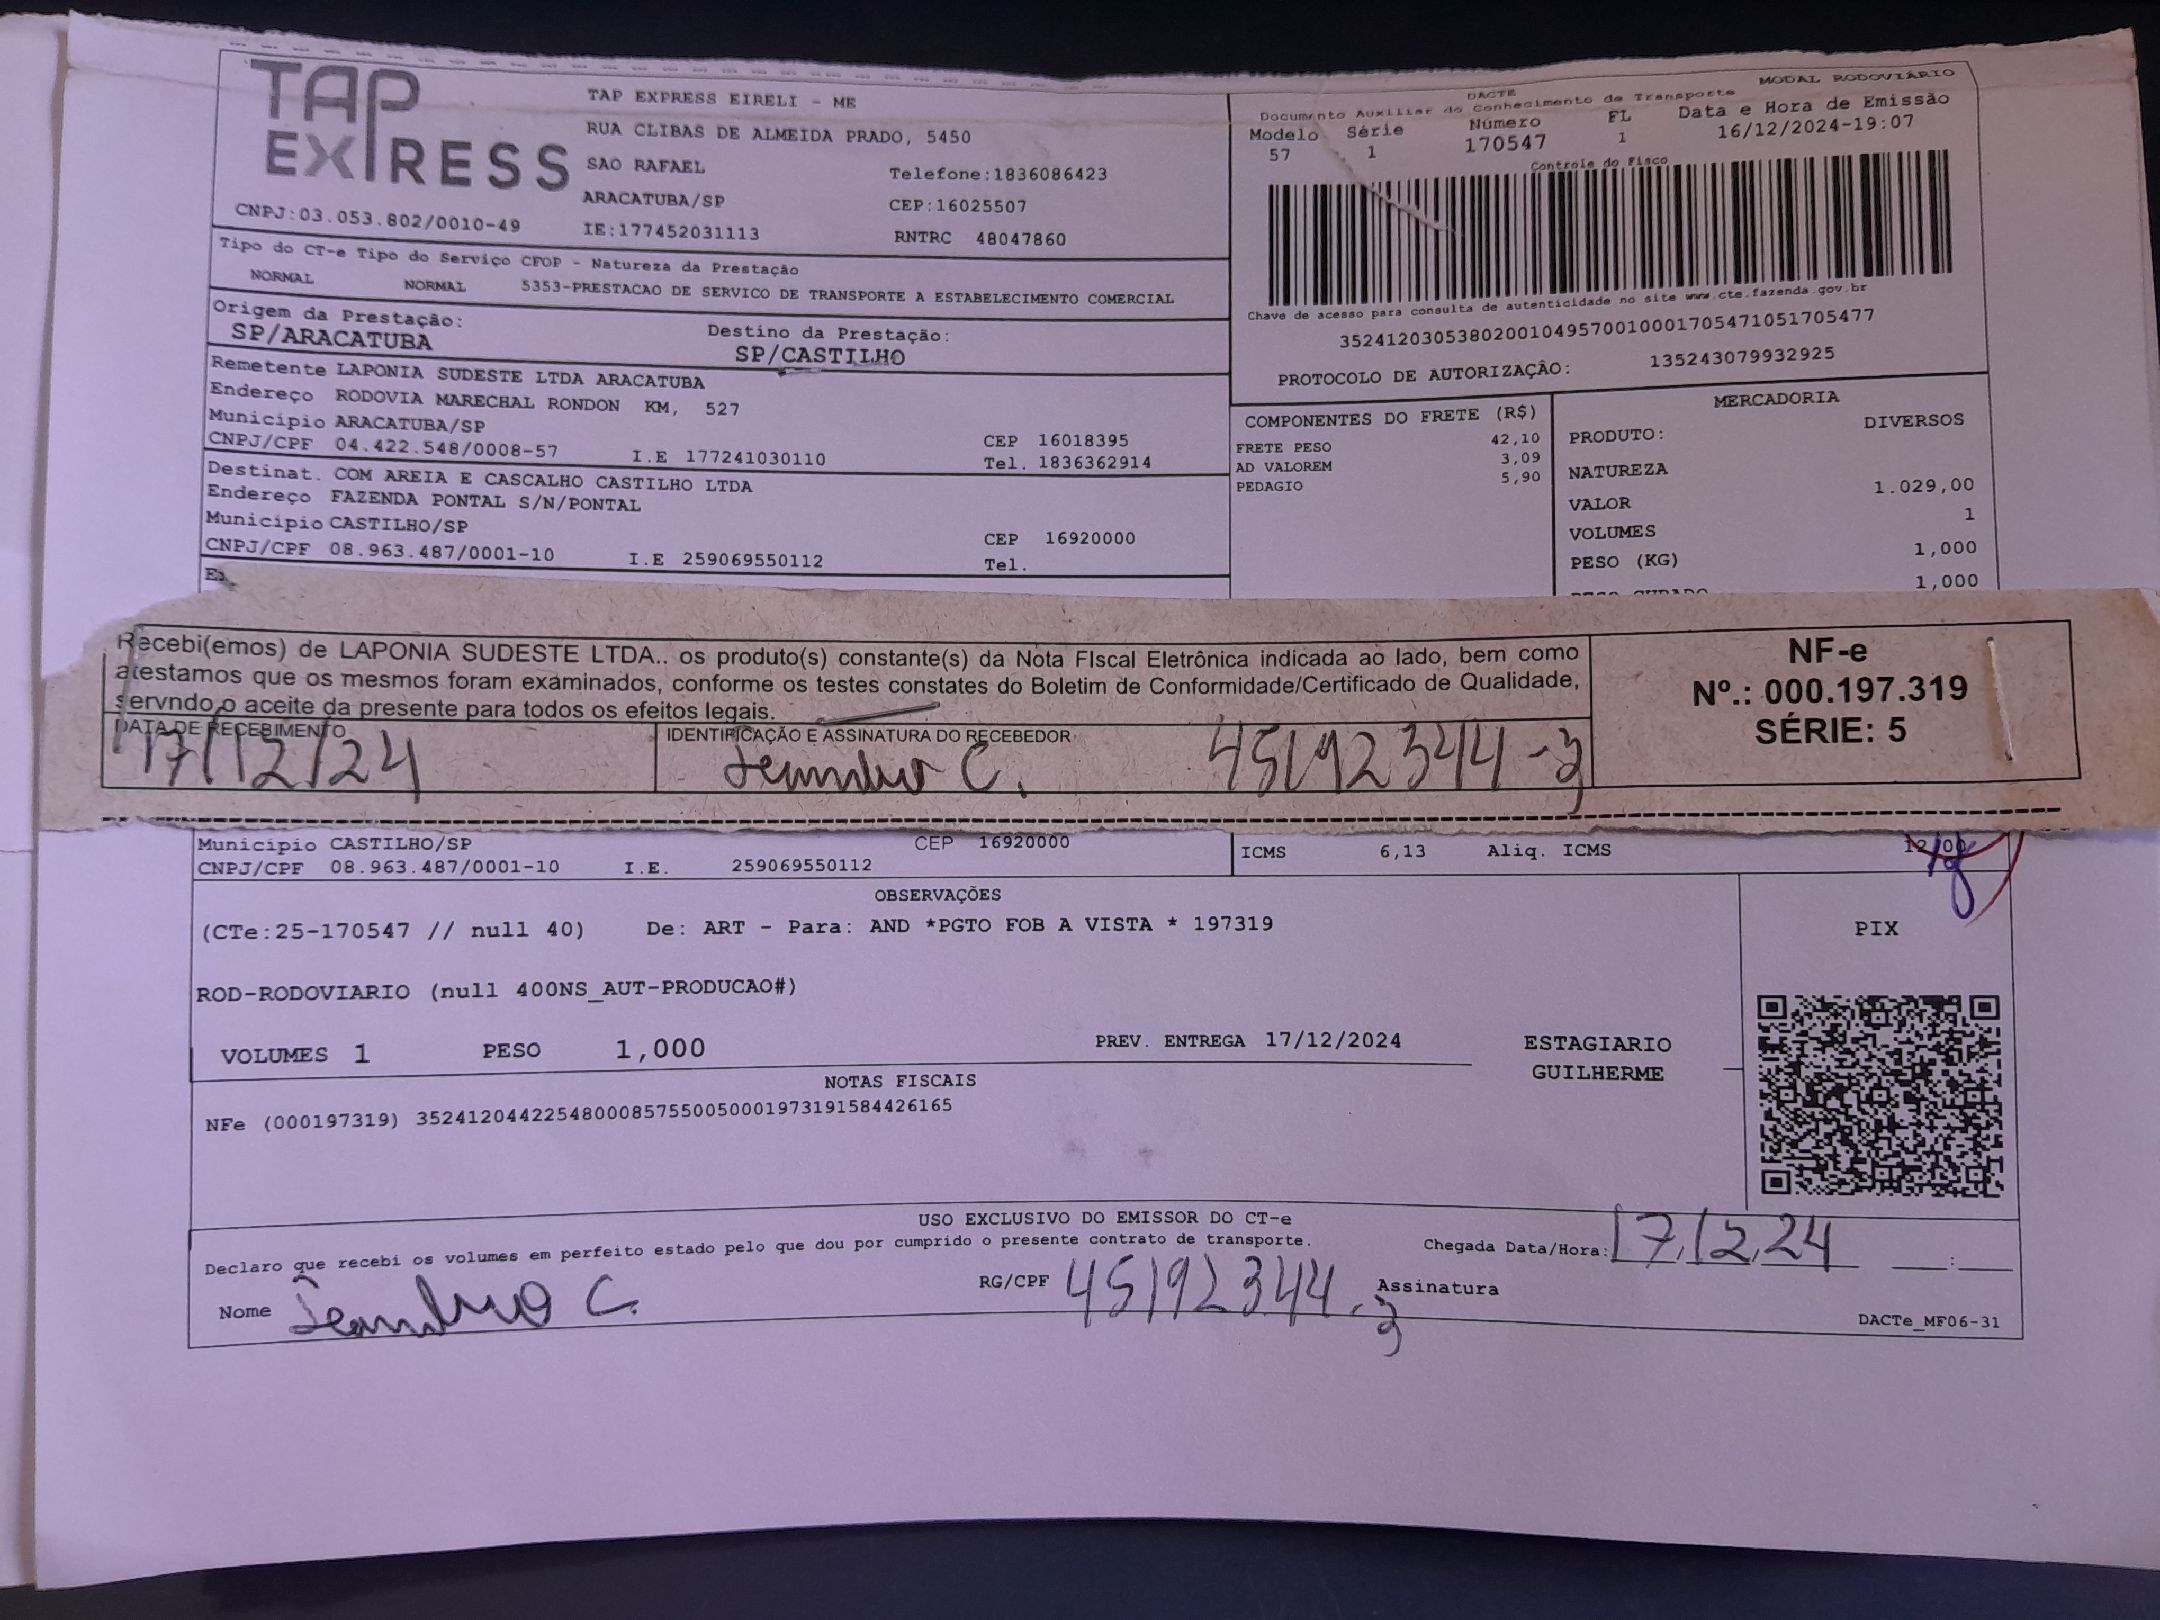 TAP
EXPRESS
TAP EXPRESS EIRELI - ME
RUA CLIBAS DE ALMEIDA PRADO, 5450
SAO RAFAEL
Telefone:1836086423
ARACATUBA/SP
CEP:16025507
CNPJ:03.053.802/0010-49
IE:177452031113
RNTRC 48047860
MODAL RODOVIÁRIO
DACTE
Documento Auxiliar do Conhecimento de Transporte
Modelo Série Número FL Data e Hora de Emissão
57 1 170547 1 16/12/2024-19:07
Controle do Fisco
Chave de acesso para consulta de autenticidade no site www.cte.fazenda.gov.br
35241203053802001049570010001705471051705477
PROTOCOLO DE AUTORIZAÇÃO: 135243079932925
Tipo do CT-e Tipo do Serviço CFOP - Natureza da Prestação
NORMAL NORMAL 5353-PRESTACAO DE SERVICO DE TRANSPORTE A ESTABELECIMENTO COMERCIAL
Origem da Prestação: Destino da Prestação:
SP/ARACATUBA SP/CASTILHO
Remetente LAPONIA SUDESTE LTDA ARACATUBA
Endereço RODOVIA MARECHAL RONDON KM, 527
Município ARACATUBA/SP CEP 16018395
CNPJ/CPF 04.422.548/0008-57 I.E 177241030110 Tel. 1836362914
Destinat. COM AREIA E CASCALHO CASTILHO LTDA
Endereço FAZENDA PONTAL S/N/PONTAL
Município CASTILHO/SP CEP 16920000
CNPJ/CPF 08.963.487/0001-10 I.E 259069550112 Tel.
COMPONENTES DO FRETE (R$)
FRETE PESO 42,10
AD VALOREM 3,09
PEDAGIO 5,90
MERCADORIA
PRODUTO: DIVERSOS
NATUREZA
VALOR 1.029,00
VOLUMES 1
PESO (KG) 1,000
1,000
Recebi(emos) de LAPONIA SUDESTE LTDA.. os produto(s) constante(s) da Nota FIscal Eletrônica indicada ao lado, bem como
atestamos que os mesmos foram examinados, conforme os testes constates do Boletim de Conformidade/Certificado de Qualidade,
servndo o aceite da presente para todos os efeitos legais.
DATA DE RECEBIMENTO
17/12/24
IDENTIFICAÇÃO E ASSINATURA DO RECEBEDOR
C. 45192344-3
NF-e
Nº.: 000.197.319
SÉRIE: 5
Município CASTILHO/SP CEP 16920000
CNPJ/CPF 08.963.487/0001-10 I.E. 259069550112
ICMS 6,13 Aliq. ICMS 12,00
OBSERVAÇÕES
(CTe:25-170547 // null 40) De: ART - Para: AND *PGTO FOB A VISTA * 197319
ROD-RODOVIARIO (null 400NS_AUT-PRODUCAO#)
VOLUMES 1 PESO 1,000 PREV. ENTREGA 17/12/2024
ESTAGIARIO
GUILHERME
PIX
NOTAS FISCAIS
NFe (000197319) 35241204422548000857550050001973191584426165
USO EXCLUSIVO DO EMISSOR DO CT-e
Declaro que recebi os volumes em perfeito estado pelo que dou por cumprido o presente contrato de transporte.
Chegada Data/Hora: 17,12,24 :
Nome C. RG/CPF 45192344-3 Assinatura
DACTe_MF06-31